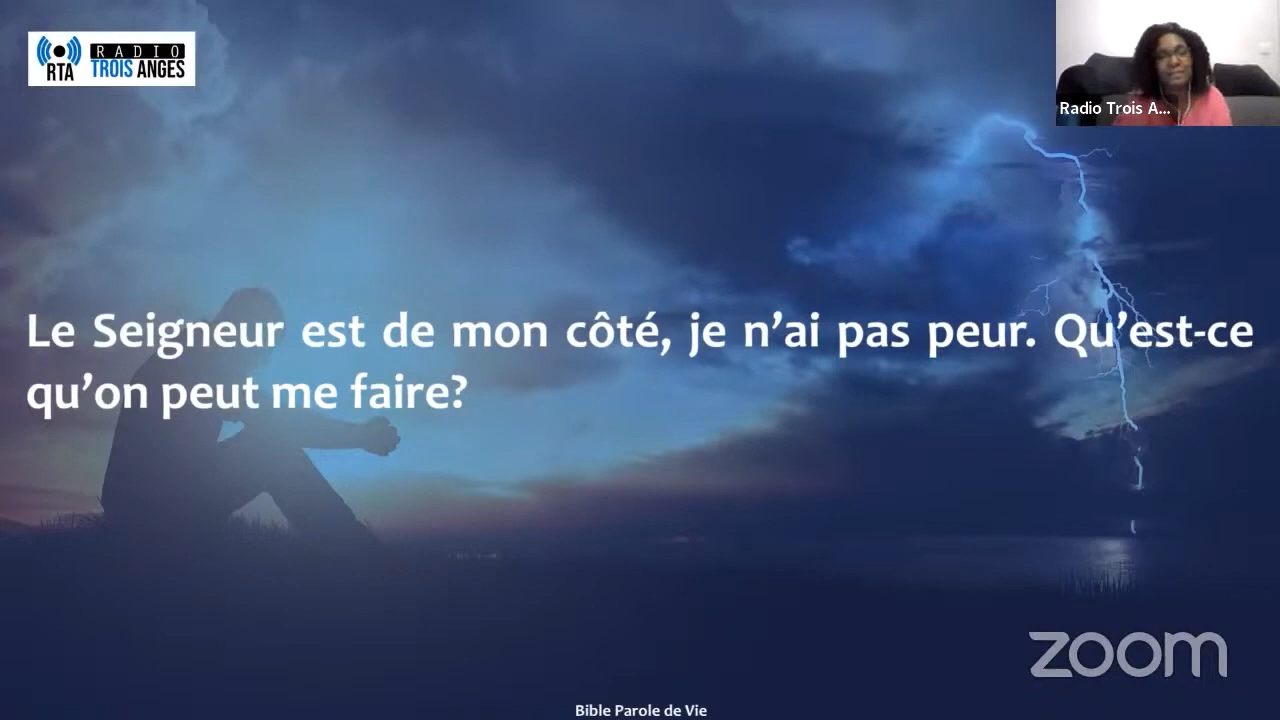 RTA
RADIO
TROIS ANGES
Radio Trois A...
Le Seigneur est de mon côté, je n’ai pas peur. Qu’est-ce
qu’on peut me faire?
zoom
Bible Parole de Vie